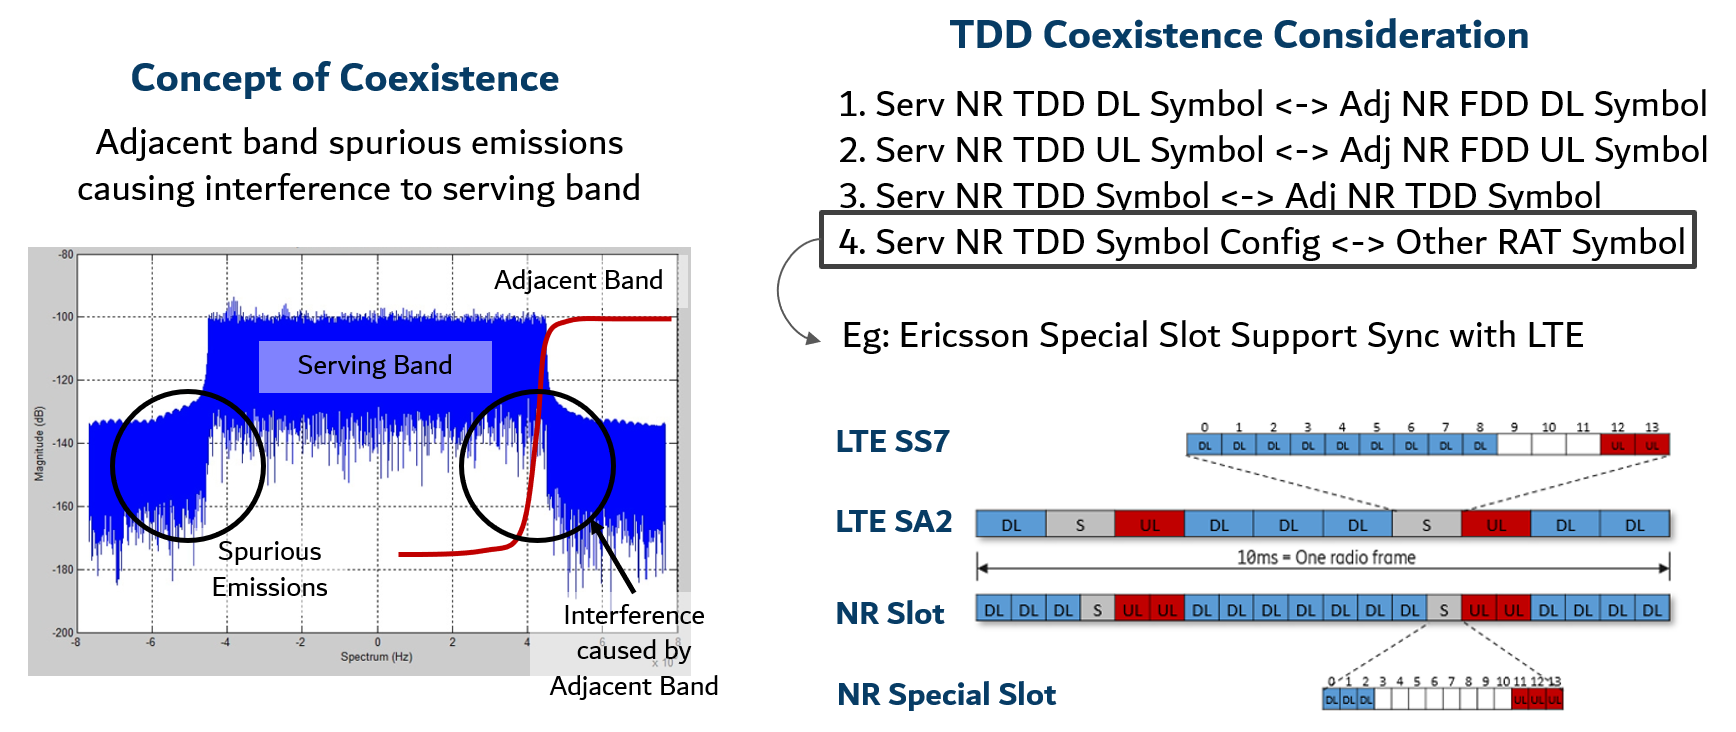 Concept of Coexistence
Adjacent band spurious emissions
causing interference to serving band
-80
-100
-120
-140
-160
-180
-200
Magnitude (dB)
Adjacent Band
Serving Band
Spurious
Emissions
Interference
caused by
Adjacent Band
-8
-6
-4
-2
0
2
4
6
8
x 10
Spectrum (Hz)
TDD Coexistence Consideration
1. Serv NR TDD DL Symbol <-> Adj NR FDD DL Symbol
2. Serv NR TDD UL Symbol <-> Adj NR FDD UL Symbol
3. Serv NR TDD Symbol <-> Adj NR TDD Symbol
4. Serv NR TDD Symbol Config <-> Other RAT Symbol
Eg: Ericsson Special Slot Support Sync with LTE
0 1 2 3 4 5 6 7 8 9 10 11 12 13
LTE SS7
DL DL DL DL DL DL DL DL DL UL UL
LTE SA2
DL S UL DL DL DL S UL DL DL
10ms = One radio frame
NR Slot
DL DL DL S UL UL DL DL DL DL DL DL DL S UL UL DL DL DL DL
0 1 2 3 4 5 6 7 8 9 10 11 12 13
NR Special Slot
DL DL DL UL UL UL